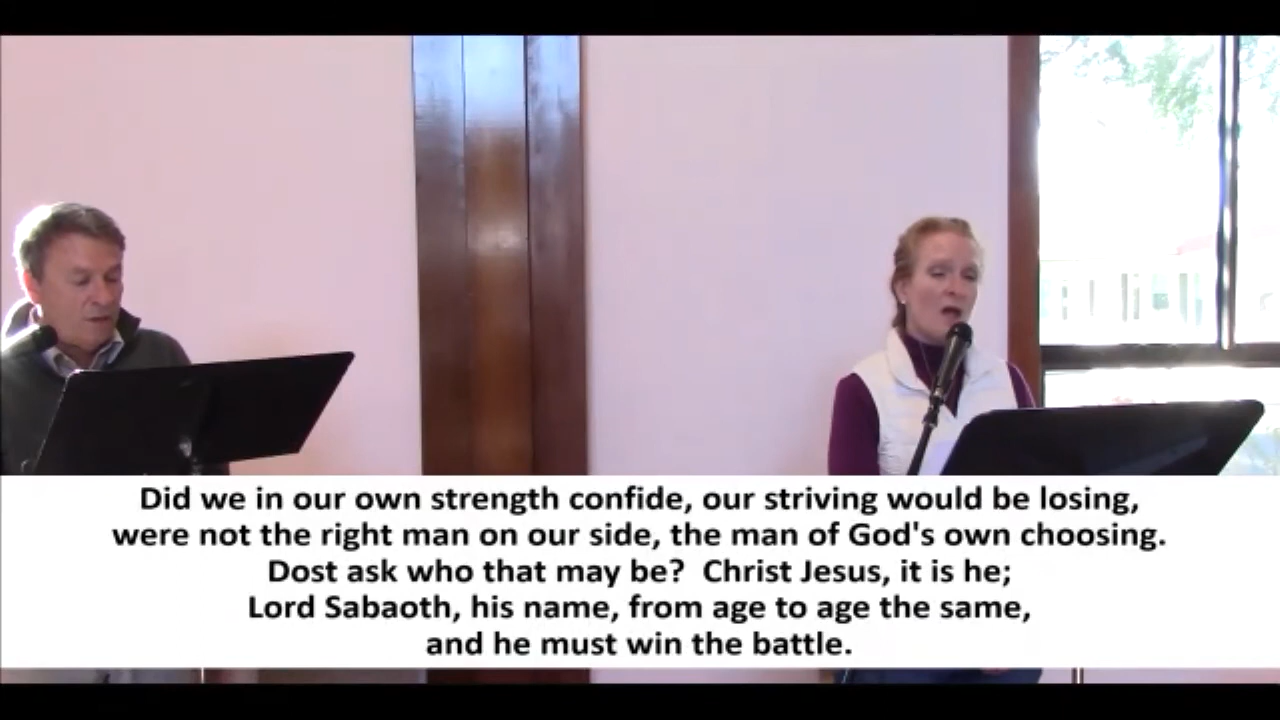 Did we in our own strength confide, our striving would be losing,
were not the right man on our side, the man of God's own choosing.
Dost ask who that may be?  Christ Jesus, it is he;
Lord Sabaoth, his name, from age to age the same,
and he must win the battle.